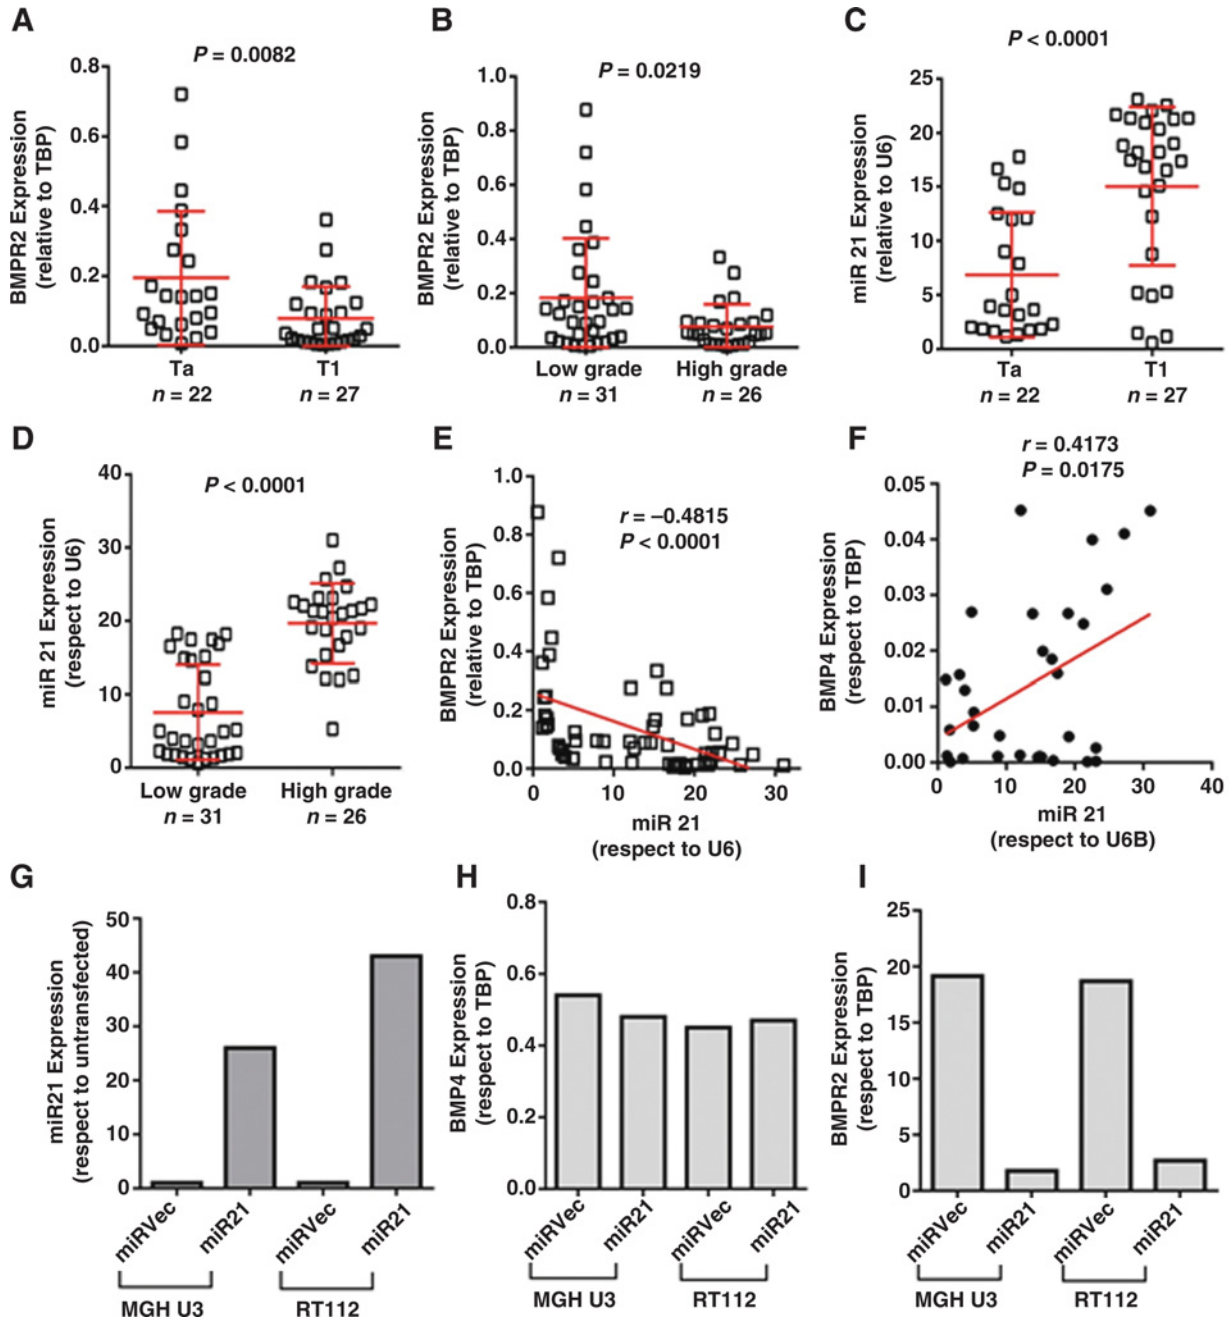 A
P = 0.0082
BMPR2 Expression
(relative to TBP)
0.8
0.6
0.4
0.2
0.0
Ta
T1
n = 22
n = 27
B
P = 0.0219
BMPR2 Expression
(relative to TBP)
1.0
0.8
0.6
0.4
0.2
0.0
Low grade
High grade
n = 31
n = 26
C
P < 0.0001
miR 21 Expression
(relative to U6)
25
20
15
10
5
0
Ta
T1
n = 22
n = 27
D
P < 0.0001
miR 21 Expression
(respect to U6)
40
30
20
10
0
Low grade
High grade
n = 31
n = 26
E
r = −0.4815
P < 0.0001
BMPR2 Expression
(relative to TBP)
1.0
0.8
0.6
0.4
0.2
0.0
0
10
20
30
miR 21
(respect to U6)
F
r = 0.4173
P = 0.0175
BMP4 Expression
(respect to TBP)
0.05
0.04
0.03
0.02
0.01
0.00
0
10
20
30
40
miR 21
(respect to U6B)
G
miR21 Expression
(respect to untransfected)
50
40
30
20
10
0
miRVec
miR21
miRVec
miR21
MGH U3
RT112
H
BMP4 Expression
(respect to TBP)
0.8
0.6
0.4
0.2
0.0
miRVec
miR21
miRVec
miR21
MGH U3
RT112
I
BMPR2 Expression
(respect to TBP)
25
20
15
10
5
0
miRVec
miR21
miRVec
miR21
MGH U3
RT112